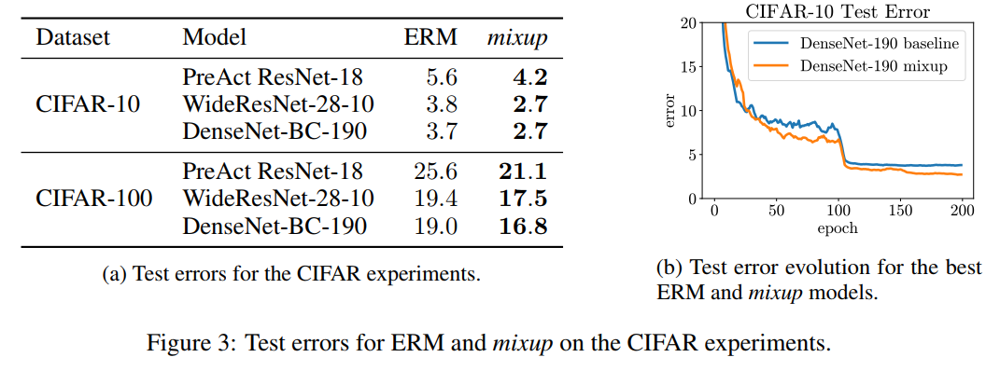 Dataset Model ERM mixup
CIFAR-10
PreAct ResNet-18 5.6 4.2
WideResNet-28-10 3.8 2.7
DenseNet-BC-190 3.7 2.7
CIFAR-100
PreAct ResNet-18 25.6 21.1
WideResNet-28-10 19.4 17.5
DenseNet-BC-190 19.0 16.8
(a) Test errors for the CIFAR experiments.
CIFAR-10 Test Error
DenseNet-190 baseline
DenseNet-190 mixup
error
20
15
10
5
0
0 50 100 150 200
epoch
(b) Test error evolution for the best
ERM and mixup models.
Figure 3: Test errors for ERM and mixup on the CIFAR experiments.